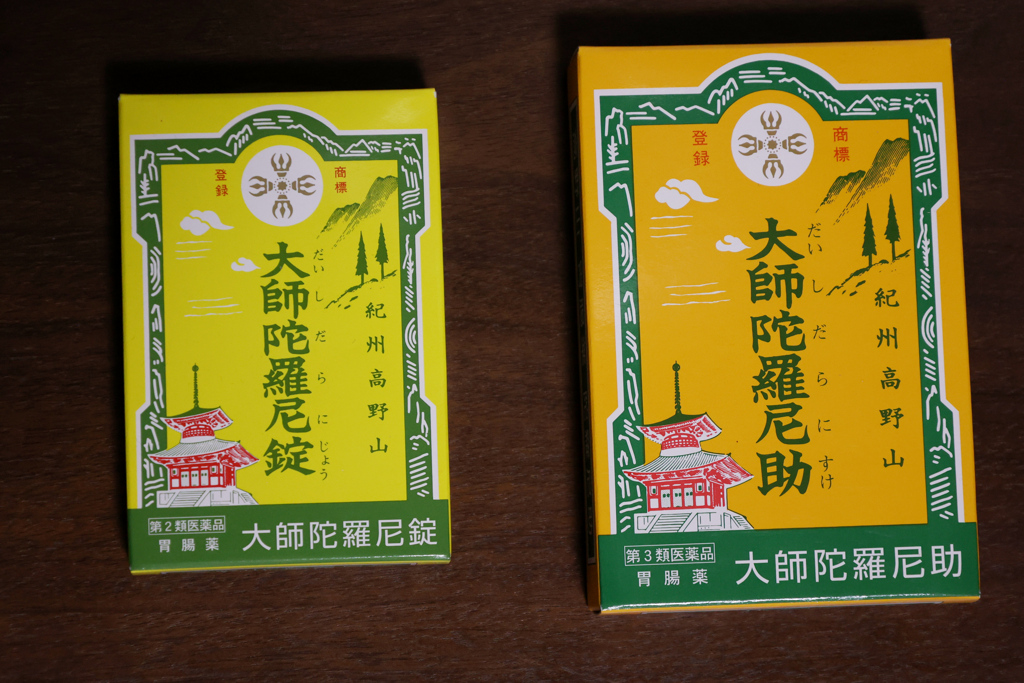 登録
商標
大師陀羅尼錠
だいしだらにじょう
紀州高野山
第2類医薬品
胃腸薬
大師陀羅尼錠
登録
商標
大師陀羅尼助
だいしだらにすけ
紀州高野山
第3類医薬品
胃腸薬
大師陀羅尼助